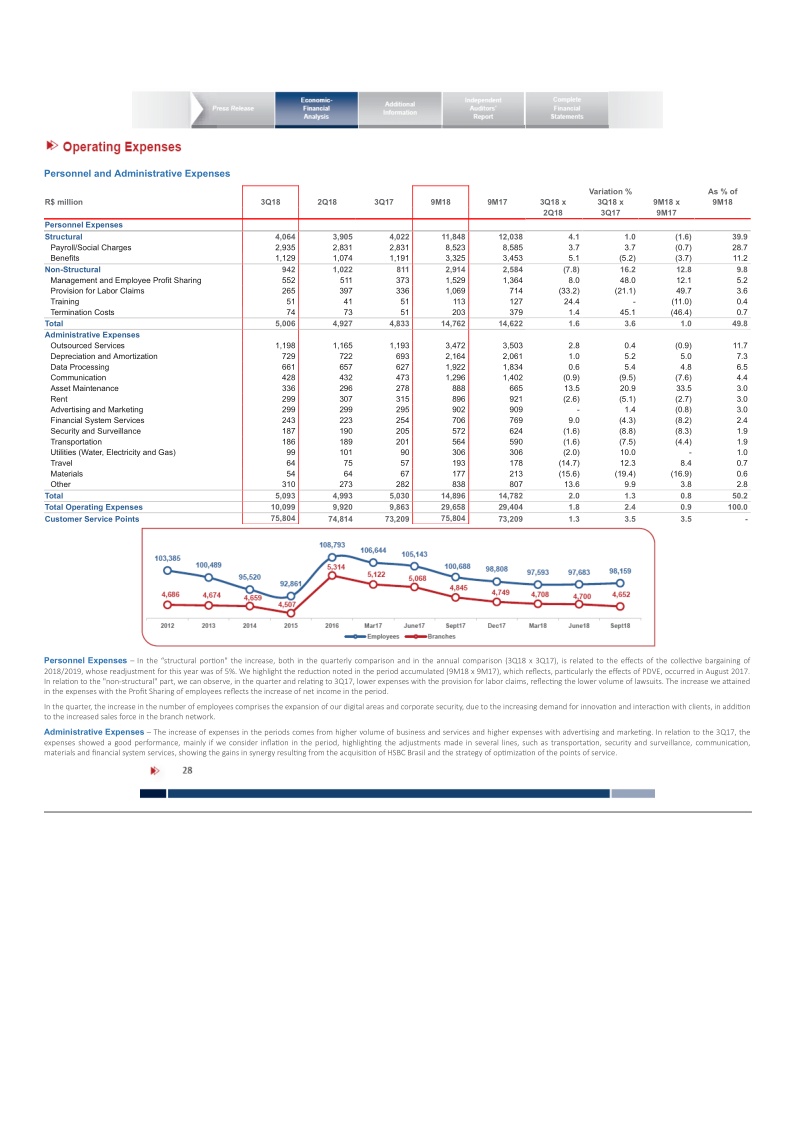 Press Release
Economic-
Financial
Analysis
Additional
Information
Independent
Auditors'
Report
Complete
Financial
Statements
Operating Expenses
Personnel and Administrative Expenses
Variation % As % of
R$ million 3Q18 2Q18 3Q17 9M18 9M17 3Q18 x 3Q18 x 9M18 x 9M18
2Q18 3Q17 9M17
Personnel Expenses
Structural 4,064 3,905 4,022 11,848 12,038 4.1 1.0 (1.6) 39.9
Payroll/Social Charges 2,935 2,831 2,831 8,523 8,585 3.7 3.7 (0.7) 28.7
Benefits 1,129 1,074 1,191 3,325 3,453 5.1 (5.2) (3.7) 11.2
Non-Structural 942 1,022 811 2,914 2,584 (7.8) 16.2 12.8 9.8
Management and Employee Profit Sharing 552 511 373 1,529 1,364 8.0 48.0 12.1 5.2
Provision for Labor Claims 265 397 336 1,069 714 (33.2) (21.1) 49.7 3.6
Training 51 41 51 113 127 24.4 - (11.0) 0.4
Termination Costs 74 73 51 203 379 1.4 45.1 (46.4) 0.7
Total 5,006 4,927 4,833 14,762 14,622 1.6 3.6 1.0 49.8
Administrative Expenses
Outsourced Services 1,198 1,165 1,193 3,472 3,503 2.8 0.4 (0.9) 11.7
Depreciation and Amortization 729 722 693 2,164 2,061 1.0 5.2 5.0 7.3
Data Processing 661 657 627 1,922 1,834 0.6 5.4 4.8 6.5
Communication 428 432 473 1,296 1,402 (0.9) (9.5) (7.6) 4.4
Asset Maintenance 336 296 278 888 665 13.5 20.9 33.5 3.0
Rent 299 307 315 896 921 (2.6) (5.1) (2.7) 3.0
Advertising and Marketing 299 299 295 902 909 - 1.4 (0.8) 3.0
Financial System Services 243 223 254 706 769 9.0 (4.3) (8.2) 2.4
Security and Surveillance 187 190 205 572 624 (1.6) (8.8) (8.3) 1.9
Transportation 186 189 201 564 590 (1.6) (7.5) (4.4) 1.9
Utilities (Water, Electricity and Gas) 99 101 90 306 306 (2.0) 10.0 - 1.0
Travel 64 75 57 193 178 (14.7) 12.3 8.4 0.7
Materials 54 64 67 177 213 (15.6) (19.4) (16.9) 0.6
Other 310 273 282 838 807 13.6 9.9 3.8 2.8
Total 5,093 4,993 5,030 14,896 14,782 2.0 1.3 0.8 50.2
Total Operating Expenses 10,099 9,920 9,863 29,658 29,404 1.8 2.4 0.9 100.0
Customer Service Points 75,804 74,814 73,209 75,804 73,209 1.3 3.5 3.5 -
103,385 100,489 95,520 92,861 108,793 106,644 105,143 100,688 98,808 97,593 97,683 98,159
4,686 4,674 4,659 4,507 5,314 5,122 5,068 4,845 4,749 4,708 4,700 4,652
2012 2013 2014 2015 2016 Mar17 June17 Sept17 Dec17 Mar18 June18 Sept18
Employees Branches
Personnel Expenses – In the "structural portion" the increase, both in the quarterly comparison and in the annual comparison (3Q18 x 3Q17), is related to the effects of the collective bargaining of
2018/2019, whose readjustment for this year was of 5%. We highlight the reduction noted in the period accumulated (9M18 x 9M17), which reflects, particularly the effects of PDVE, occurred in August 2017.
In relation to the "non-structural" part, we can observe, in the quarter and relating to 3Q17, lower expenses with the provision for labor claims, reflecting the lower volume of lawsuits. The increase we attained
in the expenses with the Profit Sharing of employees reflects the increase of net income in the period.
In the quarter, the increase in the number of employees comprises the expansion of our digital areas and corporate security, due to the increasing demand for innovation and interaction with clients, in addition
to the increased sales force in the branch network.
Administrative Expenses – The increase of expenses in the periods comes from higher volume of business and services and higher expenses with advertising and marketing. In relation to the 3Q17, the
expenses showed a good performance, mainly if we consider inflation in the period, highlighting the adjustments made in several lines, such as transportation, security and surveillance, communication,
materials and financial system services, showing the gains in synergy resulting from the acquisition of HSBC Brasil and the strategy of optimization of the points of service.
28